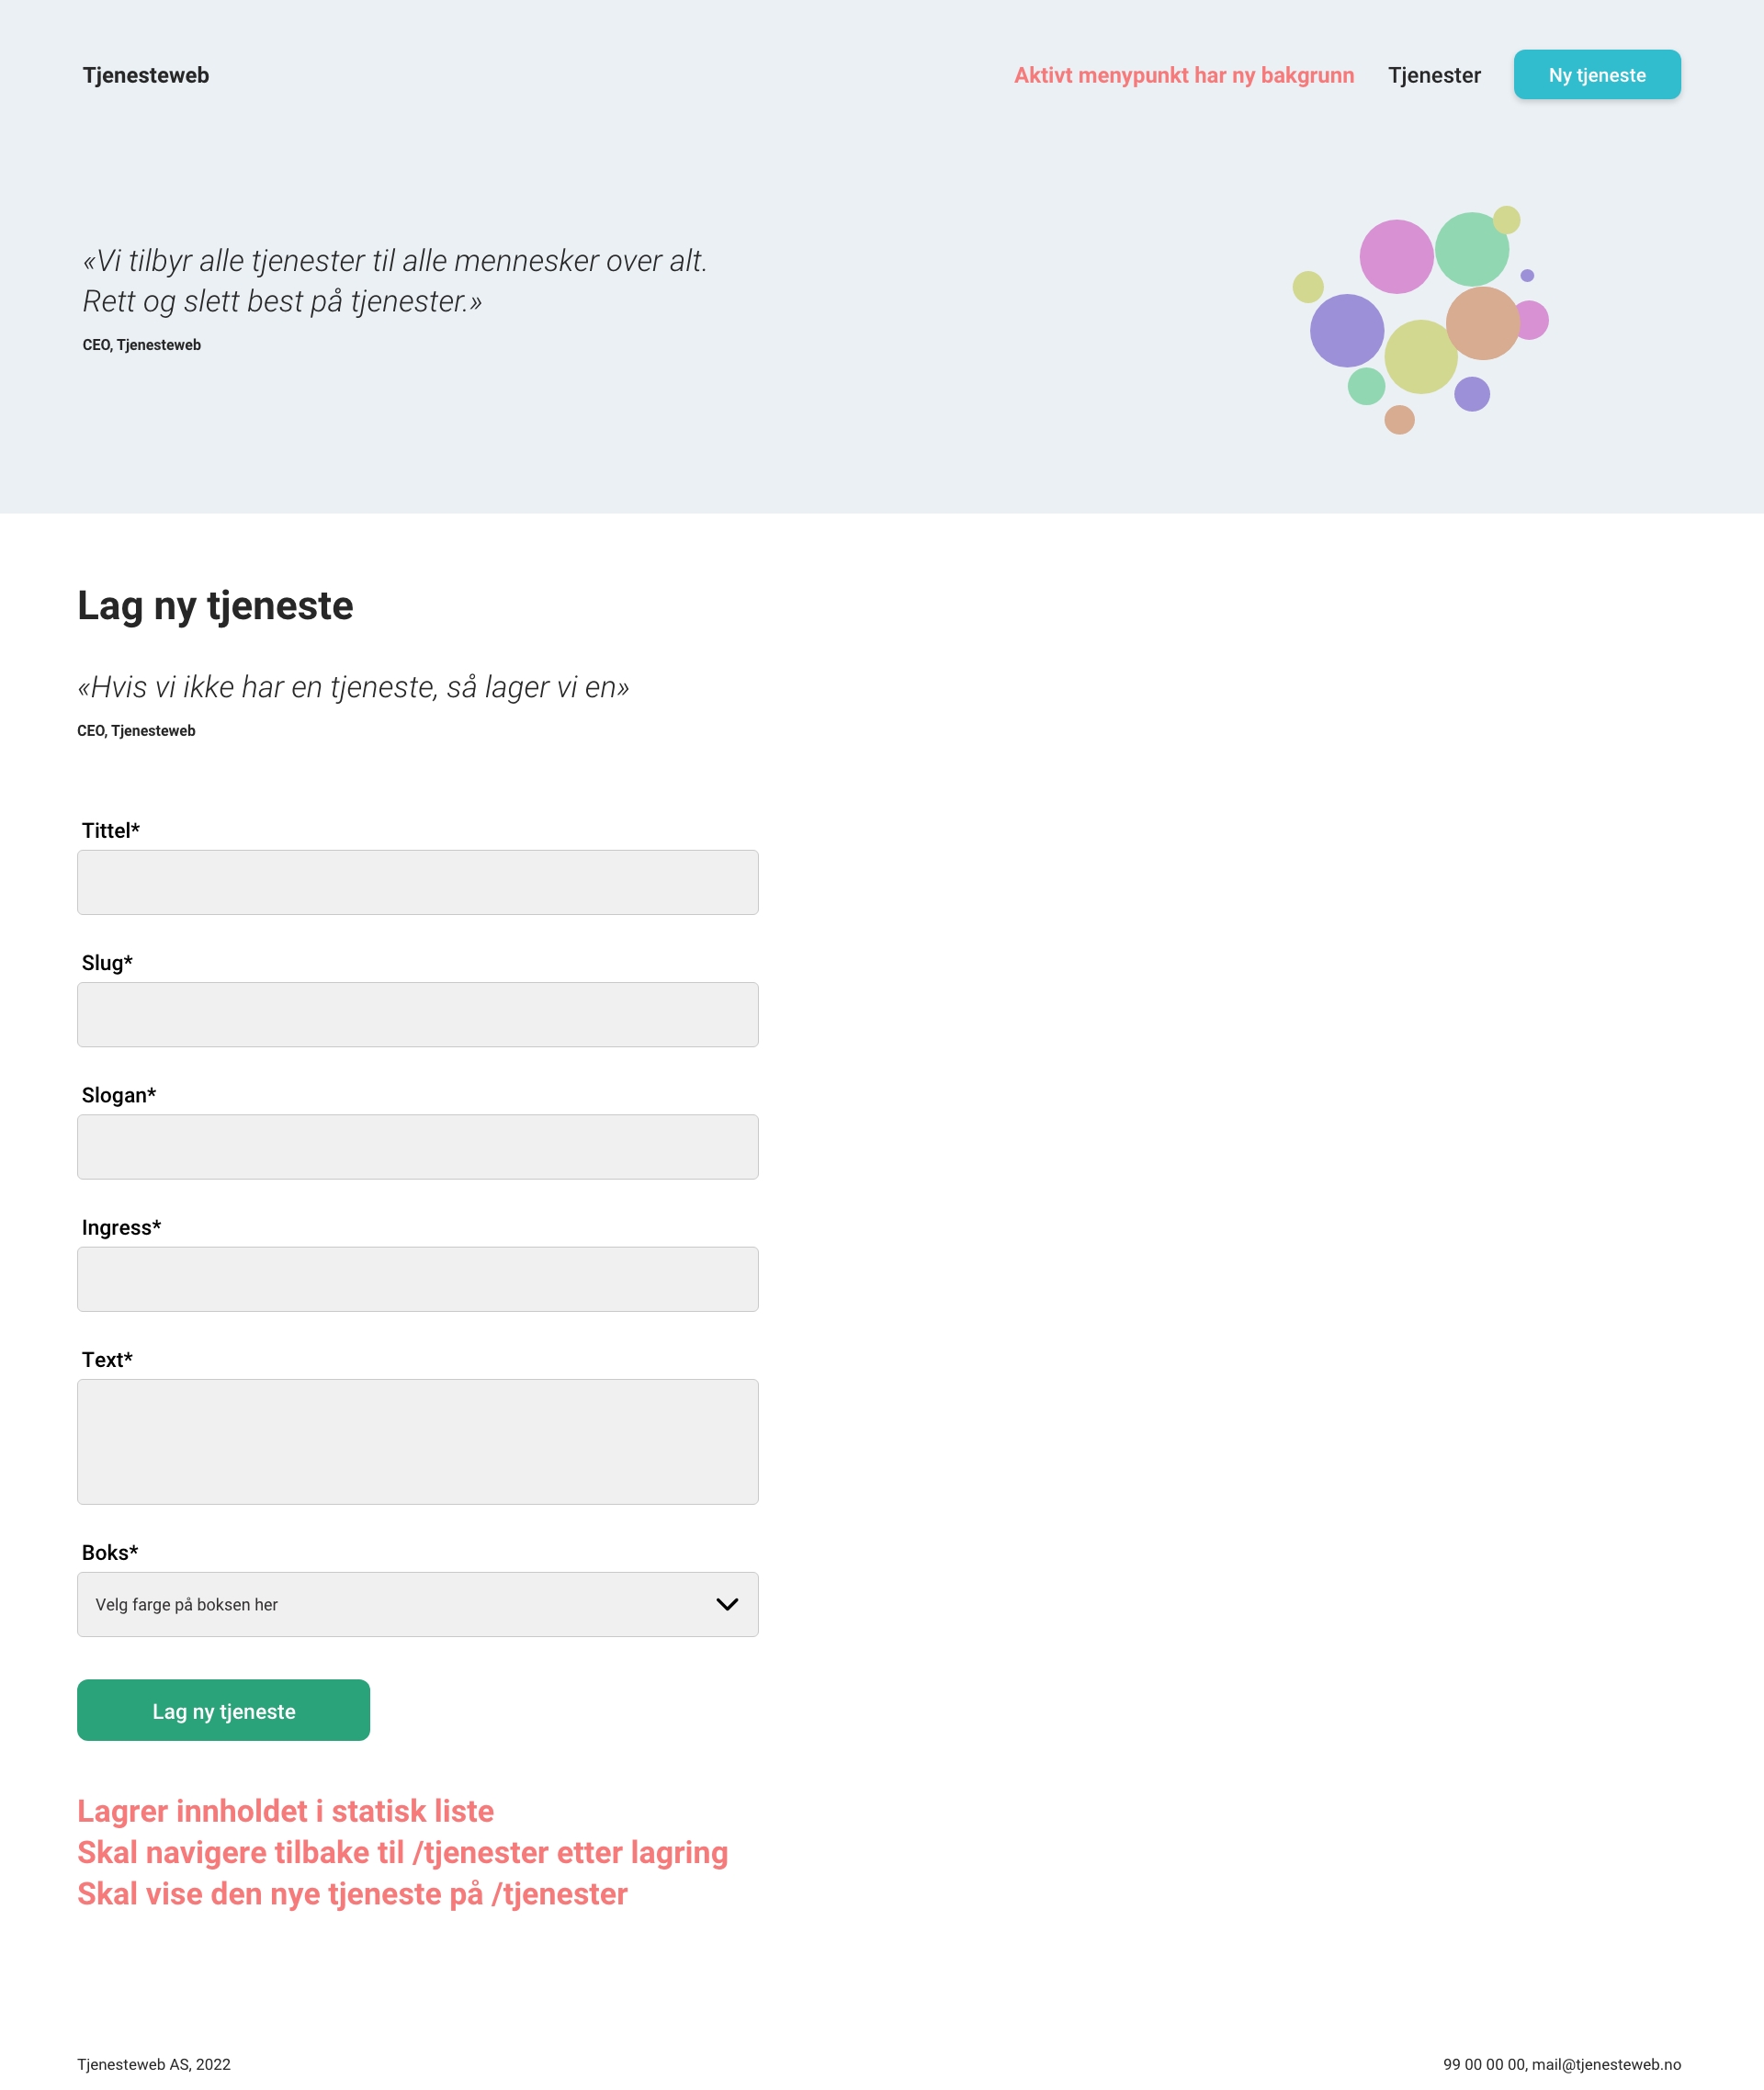 Tjenesteweb
Aktivt menypunkt har ny bakgrunn
Tjenester
Ny tjeneste
«Vi tilbyr alle tjenester til alle mennesker over alt.
Rett og slett best på tjenester.»
CEO, Tjenesteweb
Lag ny tjeneste
«Hvis vi ikke har en tjeneste, så lager vi en»
CEO, Tjenesteweb
Tittel*
Slug*
Slogan*
Ingress*
Text*
Boks*
Velg farge på boksen her
Lag ny tjeneste
Lagrer innholdet i statisk liste
Skal navigere tilbake til /tjenester etter lagring
Skal vise den nye tjeneste på /tjenester
Tjenesteweb AS, 2022
99 00 00 00, mail@tjenesteweb.no